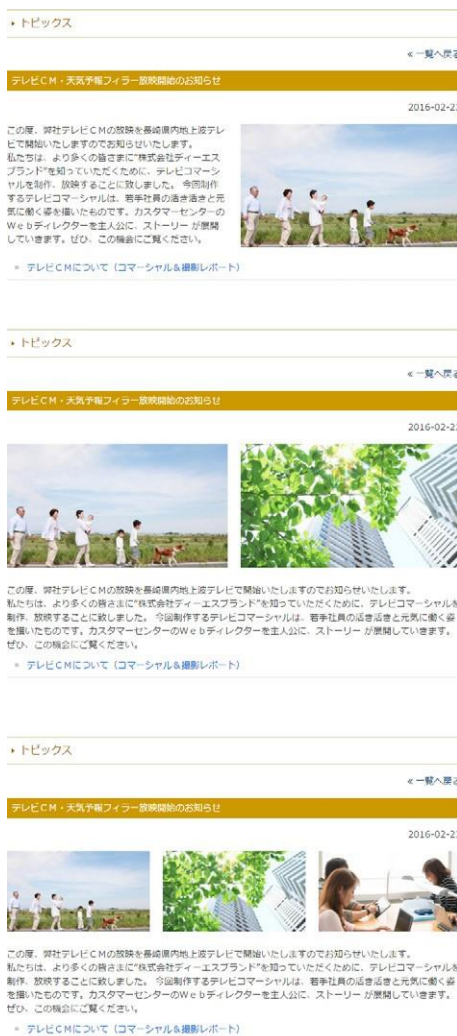 トピックス
«一覧へ戻る
テレビCM・天気予報フィラー放映開始のお知らせ
2016-02-23
この度、弊社テレビCMの放映を長崎県内地上波テレ
ビで開始いたしますのでお知らせいたします。
私たちは、より多くの皆さまに"株式会社ディーエス
ブランド"を知っていただくために、テレビコマーシ
ャルを制作、放映することに致しました。 今回制作
するテレビコマーシャルは、若手社員の活き活きと元
気に働く姿を描いたものです。カスタマーセンターの
Ｗｅｂディレクターを主人公に、ストーリー が展開
していきます。ぜひ、この機会にご覧ください。
テレビCMについて（コマーシャル＆撮影レポート）
トピックス
«一覧へ戻る
テレビCM・天気予報フィラー放映開始のお知らせ
2016-02-23
この度、弊社テレビCMの放映を長崎県内地上波テレビで開始いたしますのでお知らせいたします。
私たちは、より多くの皆さまに"株式会社ディーエスブランド"を知っていただくために、テレビコマーシャルを
制作、放映することに致しました。 今回制作するテレビコマーシャルは、若手社員の活き活きと元気に働く姿
を描いたものです。カスタマーセンターのＷｅｂディレクターを主人公に、ストーリー が展開していきます。
ぜひ、この機会にご覧ください。
テレビCMについて（コマーシャル＆撮影レポート）
トピックス
«一覧へ戻る
テレビCM・天気予報フィラー放映開始のお知らせ
2016-02-23
この度、弊社テレビCMの放映を長崎県内地上波テレビで開始いたしますのでお知らせいたします。
私たちは、より多くの皆さまに"株式会社ディーエスブランド"を知っていただくために、テレビコマーシャルを
制作、放映することに致しました。 今回制作するテレビコマーシャルは、若手社員の活き活きと元気に働く姿
を描いたものです。カスタマーセンターのＷｅｂディレクターを主人公に、ストーリー が展開していきます。
ぜひ、この機会にご覧ください。
テレビCMについて（コマーシャル＆撮影レポート）